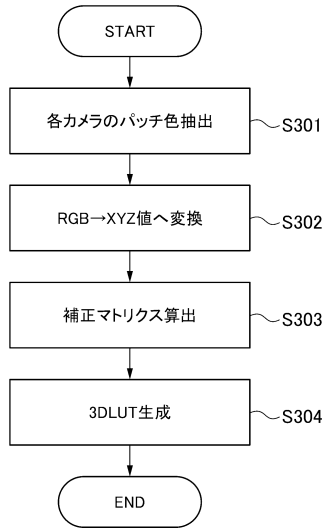 START
各カメラのパッチ色抽出
S301
RGB→XYZ値へ変換
S302
補正マトリクス算出
S303
3DLUT生成
S304
END